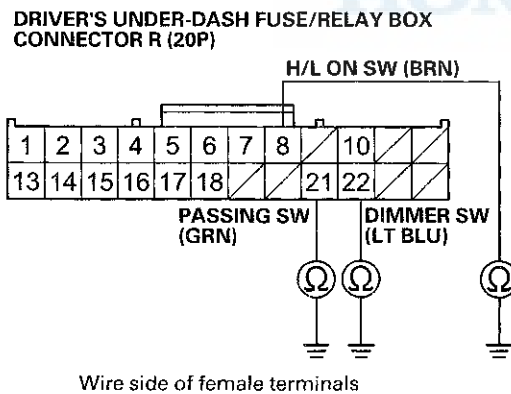 DRIVER'S UNDER-DASH FUSE/RELAY BOX
CONNECTOR R (20P)
H/L ON SW (BRN)
1 2 3 4 5 6 7 8 10
13 14 15 16 17 18 21 22
PASSING SW DIMMER SW
(GRN) (LT BLU)
Ω Ω Ω
Wire side of female terminals